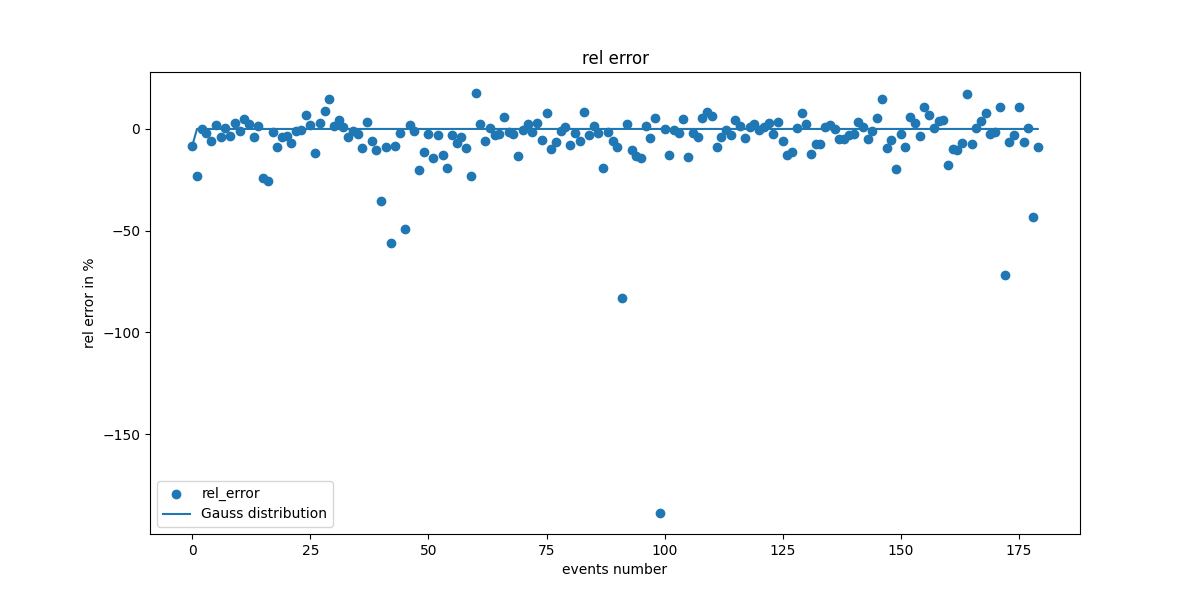 rel error
rel error in %
0
−50
−100
−150
rel_error
Gauss distribution
0 25 50 75 100 125 150 175
events number